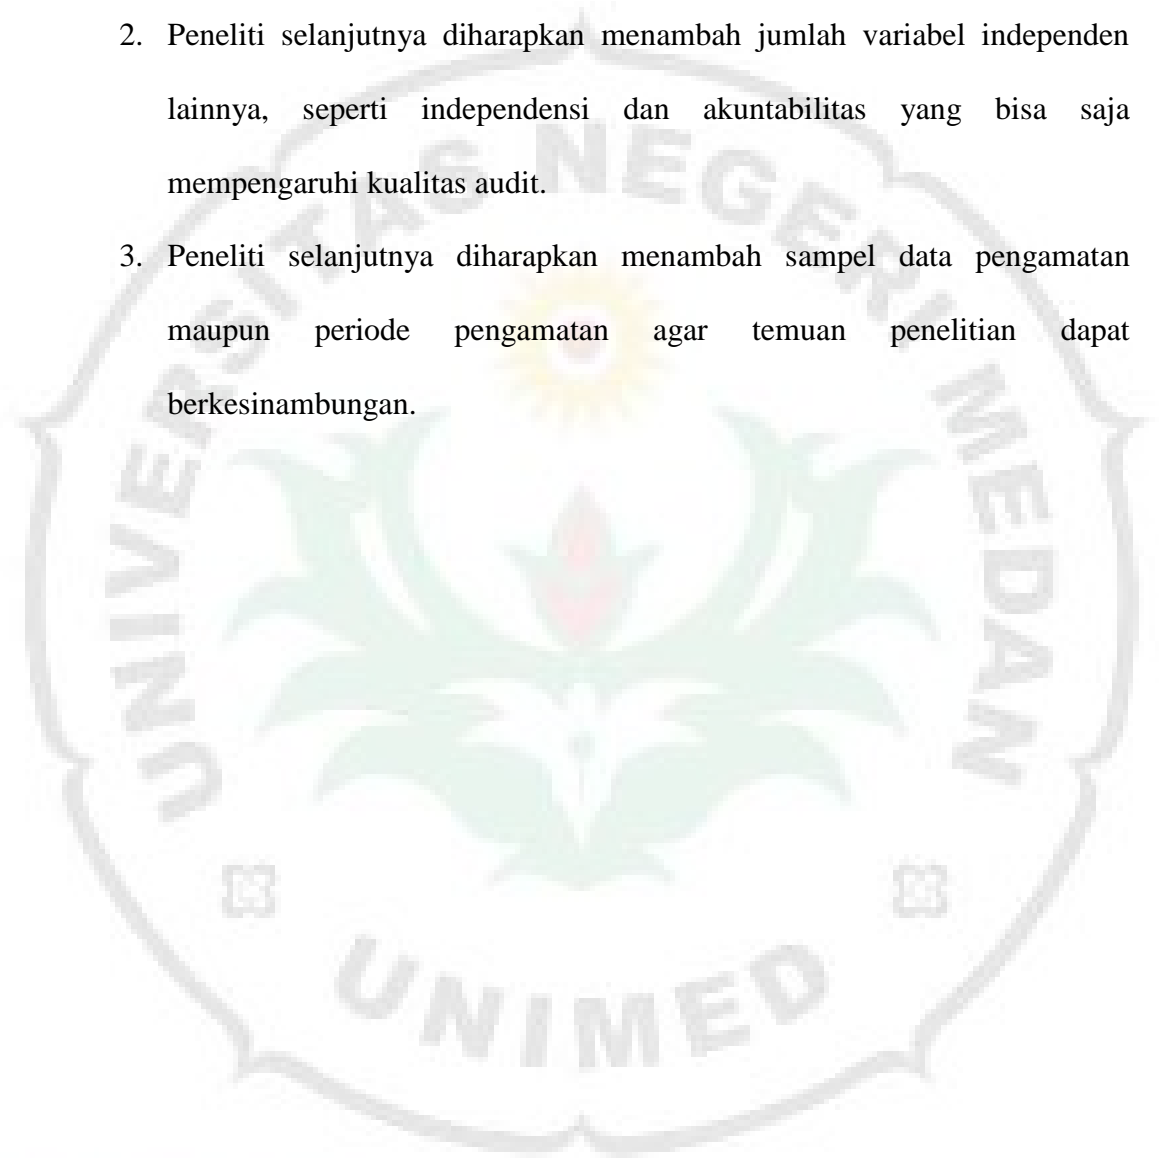 2. Peneliti selanjutnya diharapkan menambah jumlah variabel independen
lainnya, seperti independensi dan akuntabilitas yang bisa saja
mempengaruhi kualitas audit.
3. Peneliti selanjutnya diharapkan menambah sampel data pengamatan
maupun periode pengamatan agar temuan penelitian dapat
berkesinambungan.
UNIVERSITAS NEGERI MEDAN
UNIMED